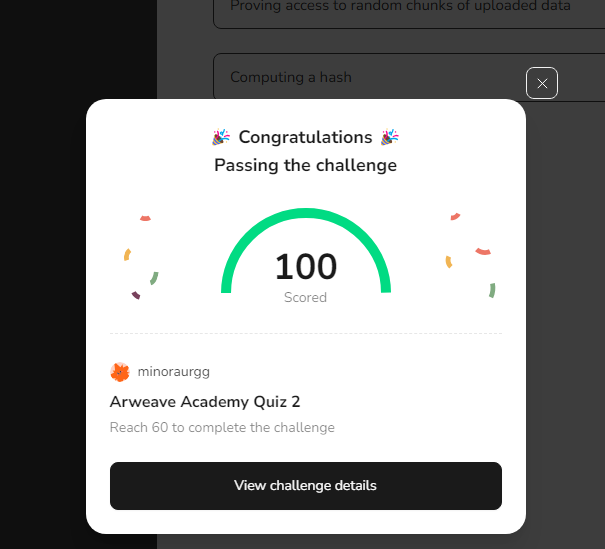 Proving access to random chunks of uploaded data
Computing a hash
Congratulations
Passing the challenge
100
Scored
minoraurgg
Arweave Academy Quiz 2
Reach 60 to complete the challenge
View challenge details